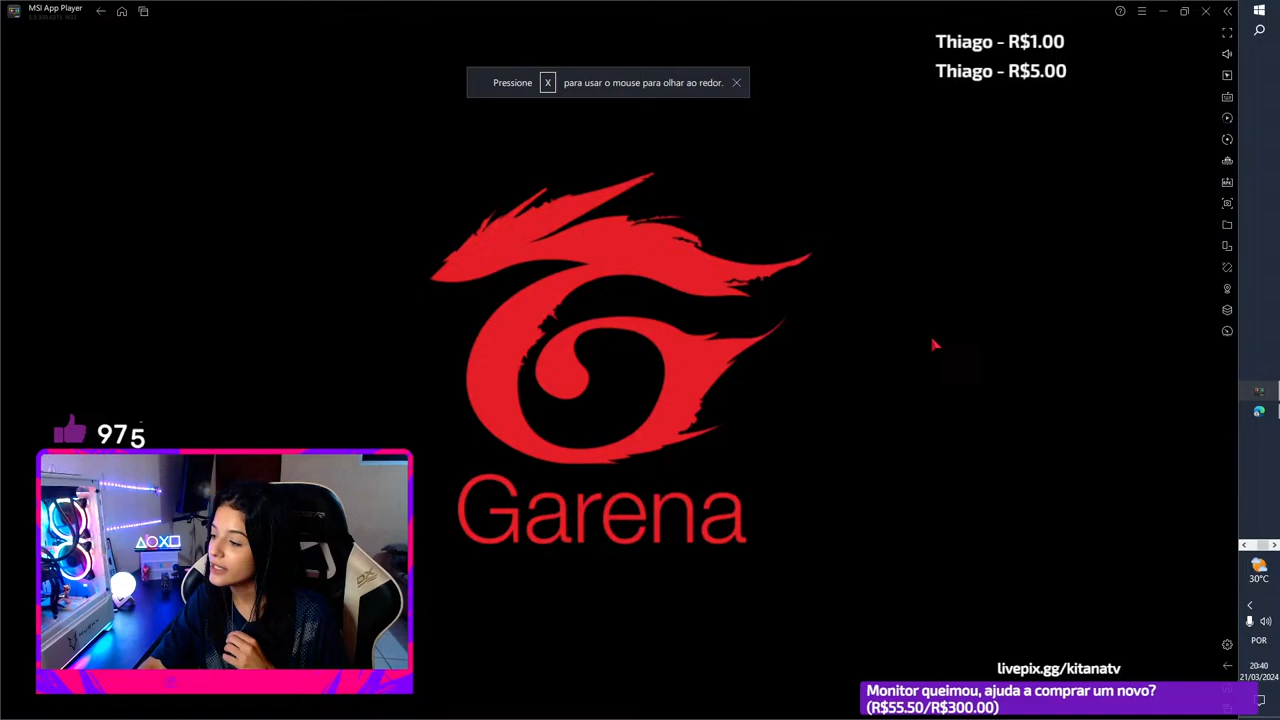 MSI App Player
Thiago - R$1.00
Thiago - R$5.00
Pressione X para usar o mouse para olhar ao redor.
Garena
975
30°C
POR
20:40
21/03/2024
livepix.gg/kitanatv
Monitor queimou, ajuda a comprar um novo?
(R$55.50/R$300.00)